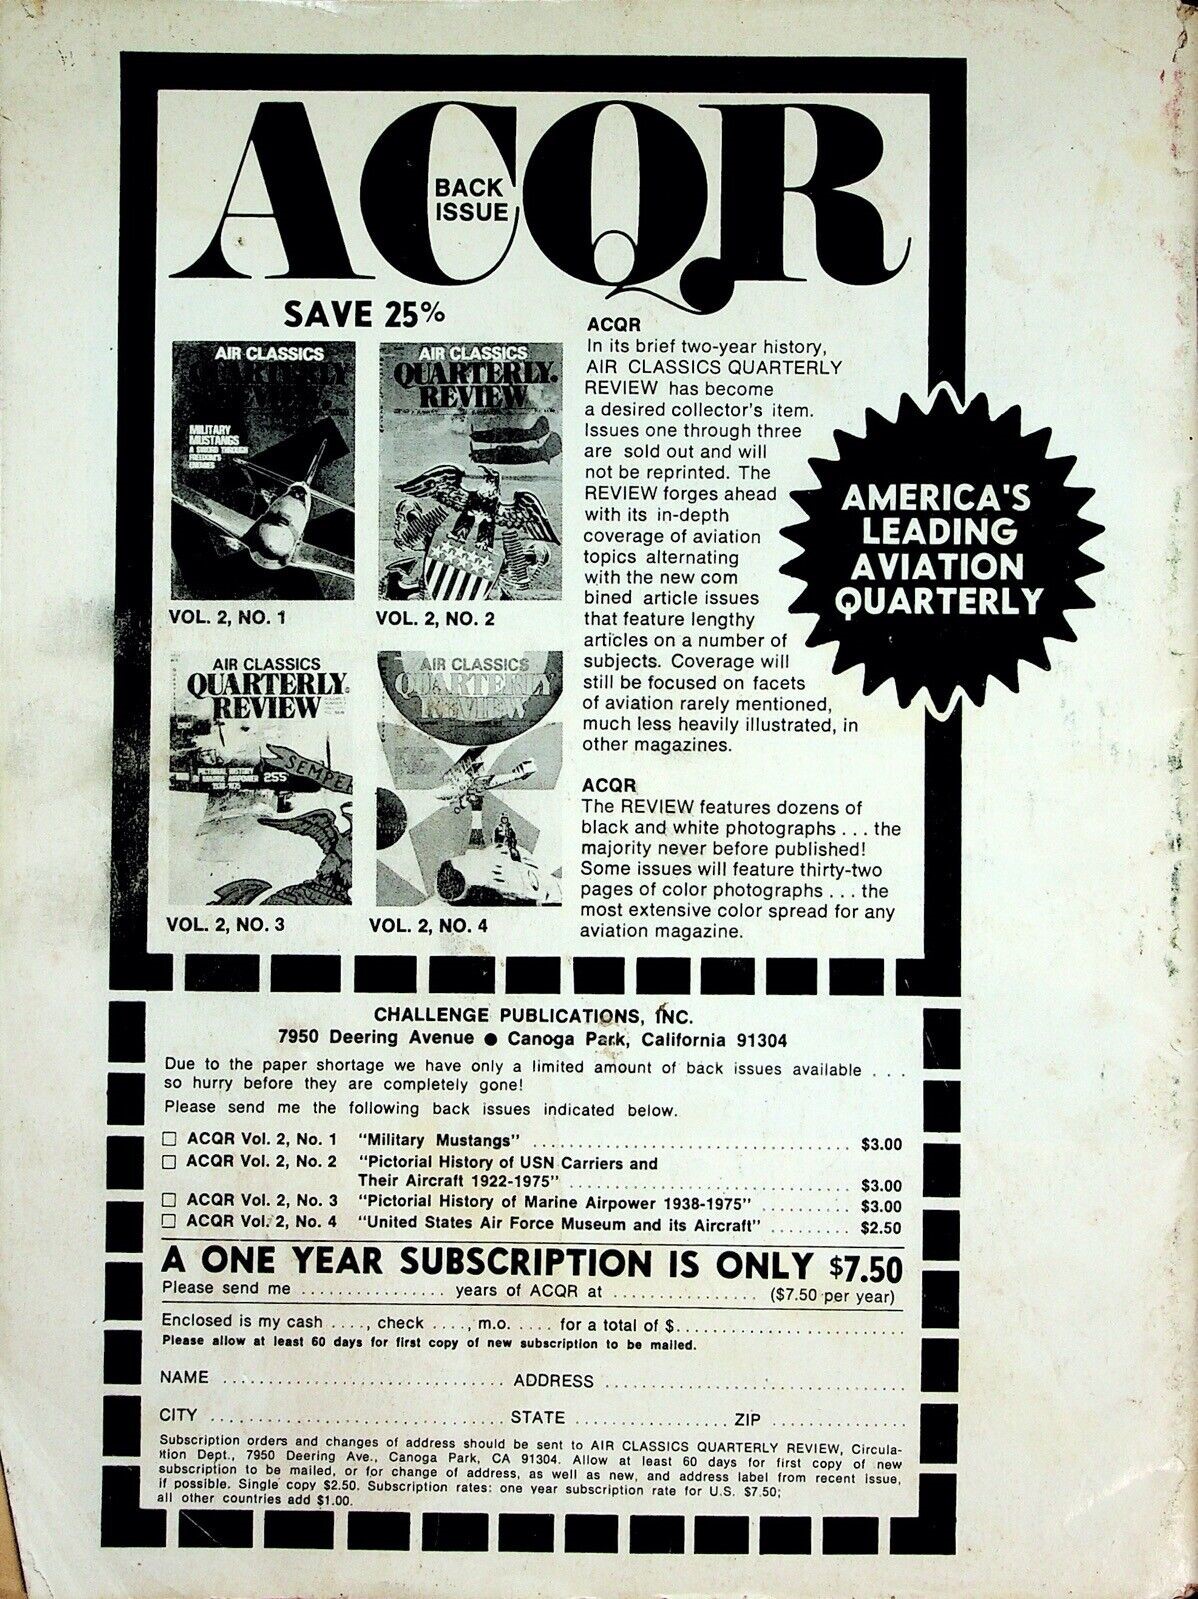 ACQR
BACK
ISSUE
SAVE 25%
AIR CLASSICS
QUARTERLY
REVIEW
MILITARY
MUSTANGS
A SWORD THROUGH
FREEDOM'S
ENEMIES
VOL. 2, NO. 1
AIR CLASSICS
QUARTERLY
REVIEW
VOL. 2, NO. 2
AIR CLASSICS
QUARTERLY
REVIEW
PICTORIAL HISTORY
255
SEMPE
VOL. 2, NO. 3
AIR CLASSICS
QUARTERLY
REVIEW
VOL. 2, NO. 4
ACQR
In its brief two-year history,
AIR CLASSICS QUARTERLY
REVIEW has become
a desired collector's item.
Issues one through three
are sold out and will
not be reprinted. The
REVIEW forges ahead
with its in-depth
coverage of aviation
topics alternating
with the new com
bined article issues
that feature lengthy
articles on a number of
subjects. Coverage will
still be focused on facets
of aviation rarely mentioned,
much less heavily illustrated, in
other magazines.
ACQR
The REVIEW features dozens of
black and white photographs . . . the
majority never before published!
Some issues will feature thirty-two
pages of color photographs . . . the
most extensive color spread for any
aviation magazine.
AMERICA'S
LEADING
AVIATION
QUARTERLY
CHALLENGE PUBLICATIONS, INC.
7950 Deering Avenue ● Canoga Park, California 91304
Due to the paper shortage we have only a limited amount of back issues available . . .
so hurry before they are completely gone!
Please send me the following back issues indicated below.
☐ ACQR Vol. 2, No. 1 "Military Mustangs" ........................................ $3.00
☐ ACQR Vol. 2, No. 2 "Pictorial History of USN Carriers and
Their Aircraft 1922-1975" .................................. $3.00
☐ ACQR Vol. 2, No. 3 "Pictorial History of Marine Airpower 1938-1975" .......... $3.00
☐ ACQR Vol. 2, No. 4 "United States Air Force Museum and its Aircraft" ......... $2.50
A ONE YEAR SUBSCRIPTION IS ONLY $7.50
Please send me ................ years of ACQR at ................ ($7.50 per year)
Enclosed is my cash ...., check ...., m.o. ..... for a total of $..........................
Please allow at least 60 days for first copy of new subscription to be mailed.
NAME ................................ ADDRESS ..................................
CITY ................................. STATE ................. ZIP ...............
Subscription orders and changes of address should be sent to AIR CLASSICS QUARTERLY REVIEW, Circula-
tion Dept., 7950 Deering Ave., Canoga Park, CA 91304. Allow at least 60 days for first copy of new
subscription to be mailed, or for change of address, as well as new, and address label from recent issue,
if possible. Single copy $2.50. Subscription rates: one year subscription rate for U.S. $7.50;
all other countries add $1.00.